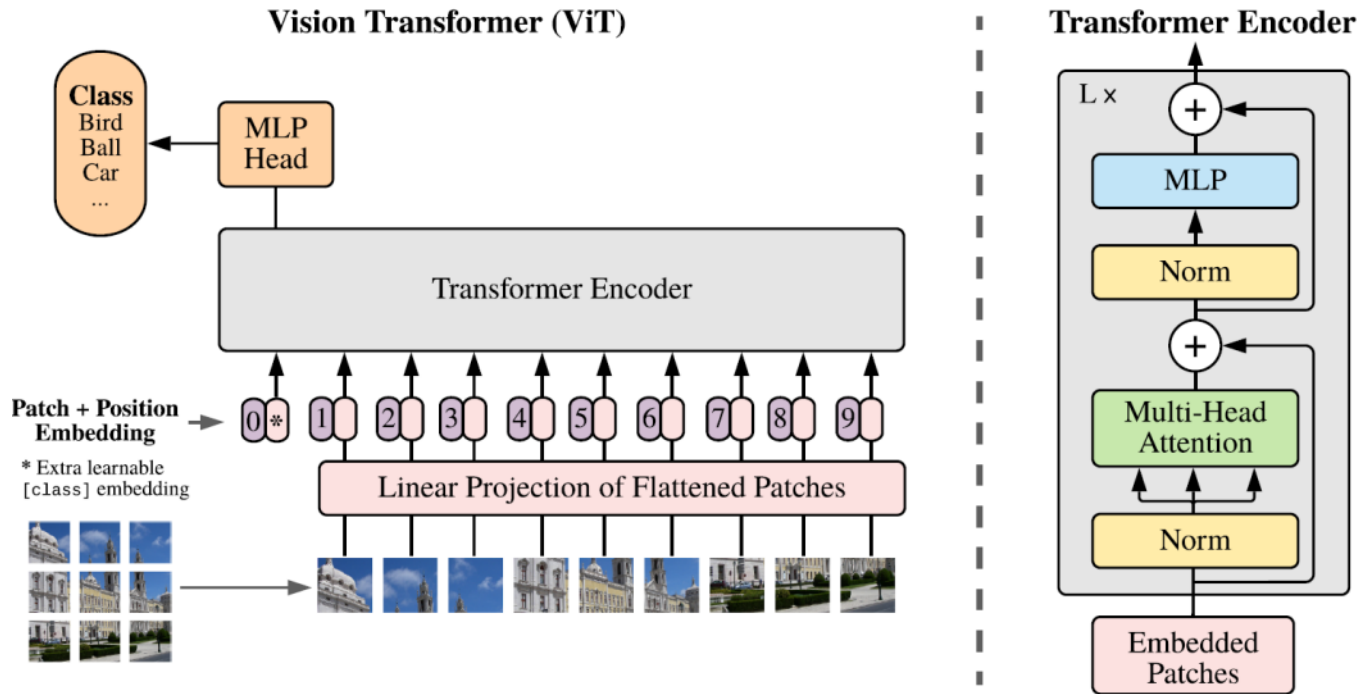 Vision Transformer (ViT)
Class
Bird
Ball
Car
...
MLP
Head
Transformer Encoder
Patch + Position
Embedding
* Extra learnable
[class] embedding
0 * 1 2 3 4 5 6 7 8 9
Linear Projection of Flattened Patches
Transformer Encoder
L ×
+
MLP
Norm
+
Multi-Head
Attention
Norm
Embedded
Patches